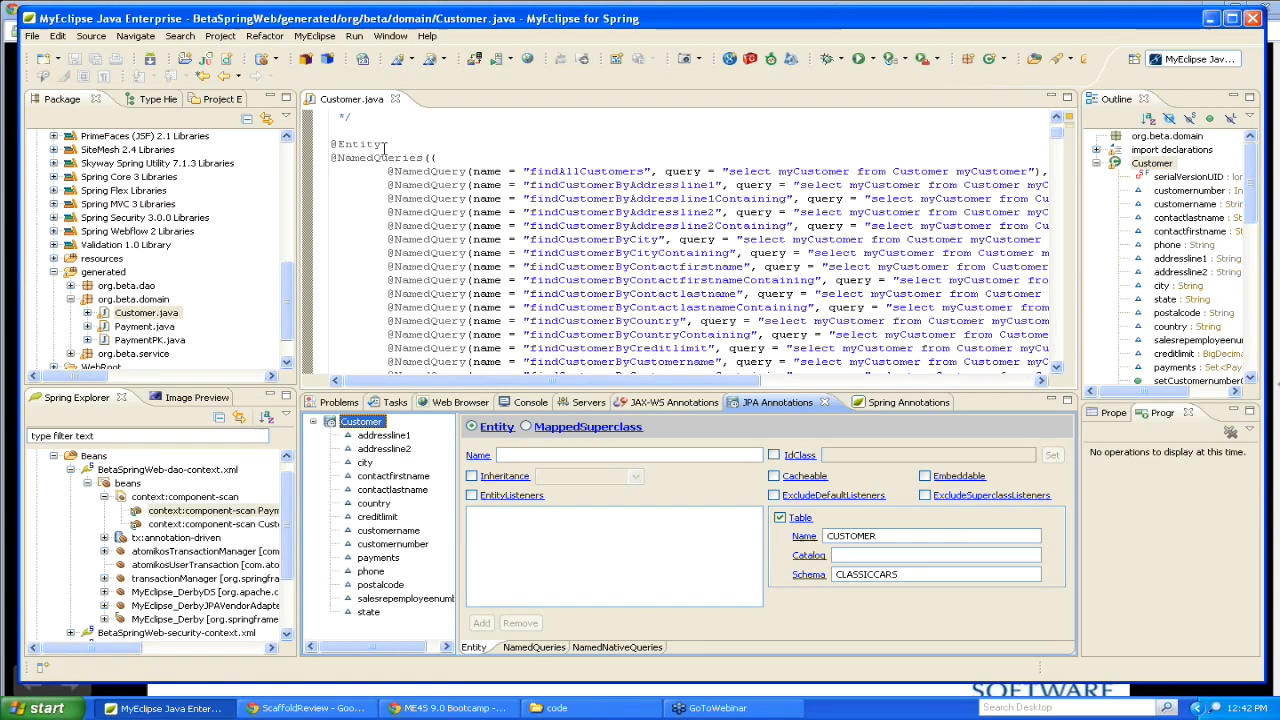 MyEclipse Java Enterprise - BetaSpringWeb/generated/org/beta/domain/Customer.java - MyEclipse for Spring
File Edit Source Navigate Search Project Refactor MyEclipse Run Window Help
MyEclipse Jav...
Package Type Hie Project E
PrimeFaces (JSF) 2.1 Libraries
SiteMesh 2.4 Libraries
Skyway Spring Utility 7.1.3 Libraries
Spring Core 3 Libraries
Spring Flex Libraries
Spring MVC 3 Libraries
Spring Security 3.0.0 Libraries
Spring Webflow 2 Libraries
Validation 1.0 Library
resources
generated
org.beta.dao
org.beta.domain
Customer.java
Payment.java
PaymentPK.java
org.beta.service
WebRoot
Customer.java
*/
@Entity
@NamedQueries({
@NamedQuery(name = "findAllCustomers", query = "select myCustomer from Customer myCustomer"),
@NamedQuery(name = "findCustomerByAddressline1", query = "select myCustomer from Customer myC
@NamedQuery(name = "findCustomerByAddressline1Containing", query = "select myCustomer from Cu
@NamedQuery(name = "findCustomerByAddressline2", query = "select myCustomer from Customer myC
@NamedQuery(name = "findCustomerByAddressline2Containing", query = "select myCustomer from Cu
@NamedQuery(name = "findCustomerByCity", query = "select myCustomer from Customer myCustomer
@NamedQuery(name = "findCustomerByCityContaining", query = "select myCustomer from Customer m
@NamedQuery(name = "findCustomerByContactfirstname", query = "select myCustomer from Customer
@NamedQuery(name = "findCustomerByContactfirstnameContaining", query = "select myCustomer fro
@NamedQuery(name = "findCustomerByContactlastname", query = "select myCustomer from Customer
@NamedQuery(name = "findCustomerByContactlastnameContaining", query = "select myCustomer from
@NamedQuery(name = "findCustomerByCountry", query = "select myCustomer from Customer myCustom
@NamedQuery(name = "findCustomerByCountryContaining", query = "select myCustomer from Custome
@NamedQuery(name = "findCustomerByCreditlimit", query = "select myCustomer from Customer myCu
@NamedQuery(name = "findCustomerByCustomername", query = "select myCustomer from Customer myC
Outline
org.beta.domain
import declarations
Customer
serialVersionUID : lon
customernumber : In
customername : String
contactlastname : Str
phone : String
addressline1 : String
addressline2 : String
city : String
state : String
postalcode : String
country : String
salesrepemployeenum
creditlimit : BigDecima
payments : Set<Pay
setCustomernumber(
Spring Explorer Image Preview
type filter text
Beans
BetaSpringWeb-dao-context.xml
beans
context:component-scan
context:component-scan Paym
context:component-scan Cust
tx:annotation-driven
atomikosTransactionManager [com
atomikosUserTransaction [com.ato
transactionManager [org.springfra
MyEclipse_DerbyDS [org.apache.c
MyEclipse_DerbyJPAVendorAdapte
MyEclipse_Derby [org.springframe
BetaSpringWeb-security-context.xml
Problems Tasks Web Browser Console Servers JAX-WS Annotations JPA Annotations Spring Annotations
Customer
addressline1
addressline2
city
contactfirstname
contactlastname
country
creditlimit
customername
customernumber
payments
phone
postalcode
salesrepemployeenumb
state
Entity MappedSuperclass
Name IdClass Set
Inheritance Cacheable Embeddable
EntityListeners ExcludeDefaultListeners ExcludeSuperclassListeners
Table
Name CUSTOMER
Catalog
Schema CLASSICCARS
Add Remove
Entity NamedQueries NamedNativeQueries
Prope Progr
No operations to display at this time.
SOFTWARE
start MyEclipse Java Enter... ScaffoldReview - Goo... ME4S 9.0 Bootcamp - ... code GoToWebinar Search Desktop 12:42 PM